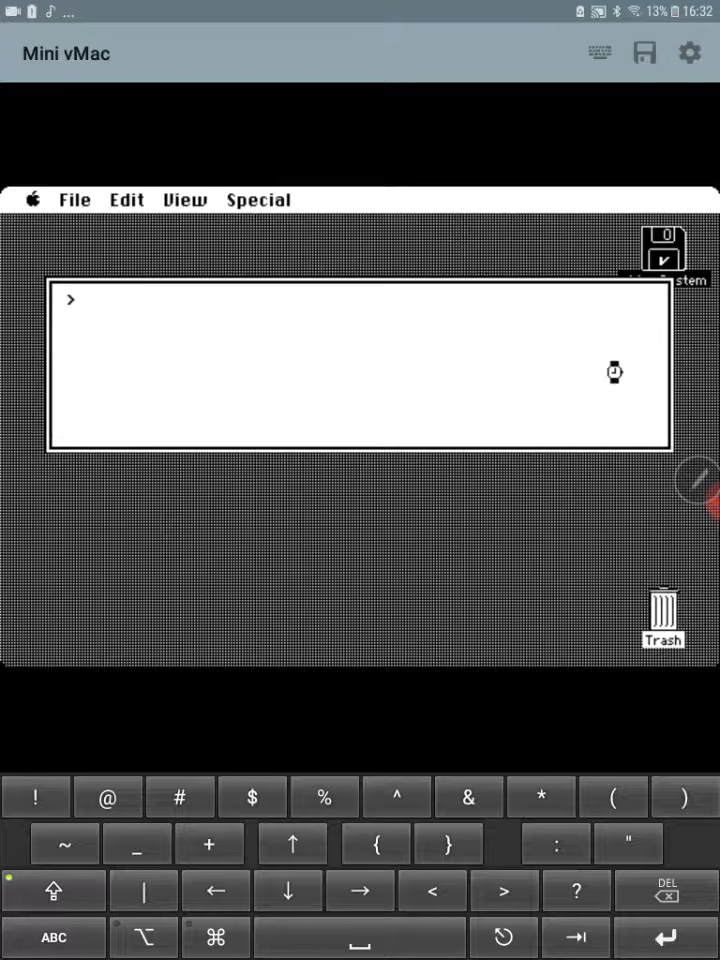 ... 13% 16:32
Mini vMac
File Edit View Special
stem
>
Trash
! @ # $ % ^ & * ( )
~ _ + ↑ { } : "
| ← ↓ → < > ? DEL
ABC